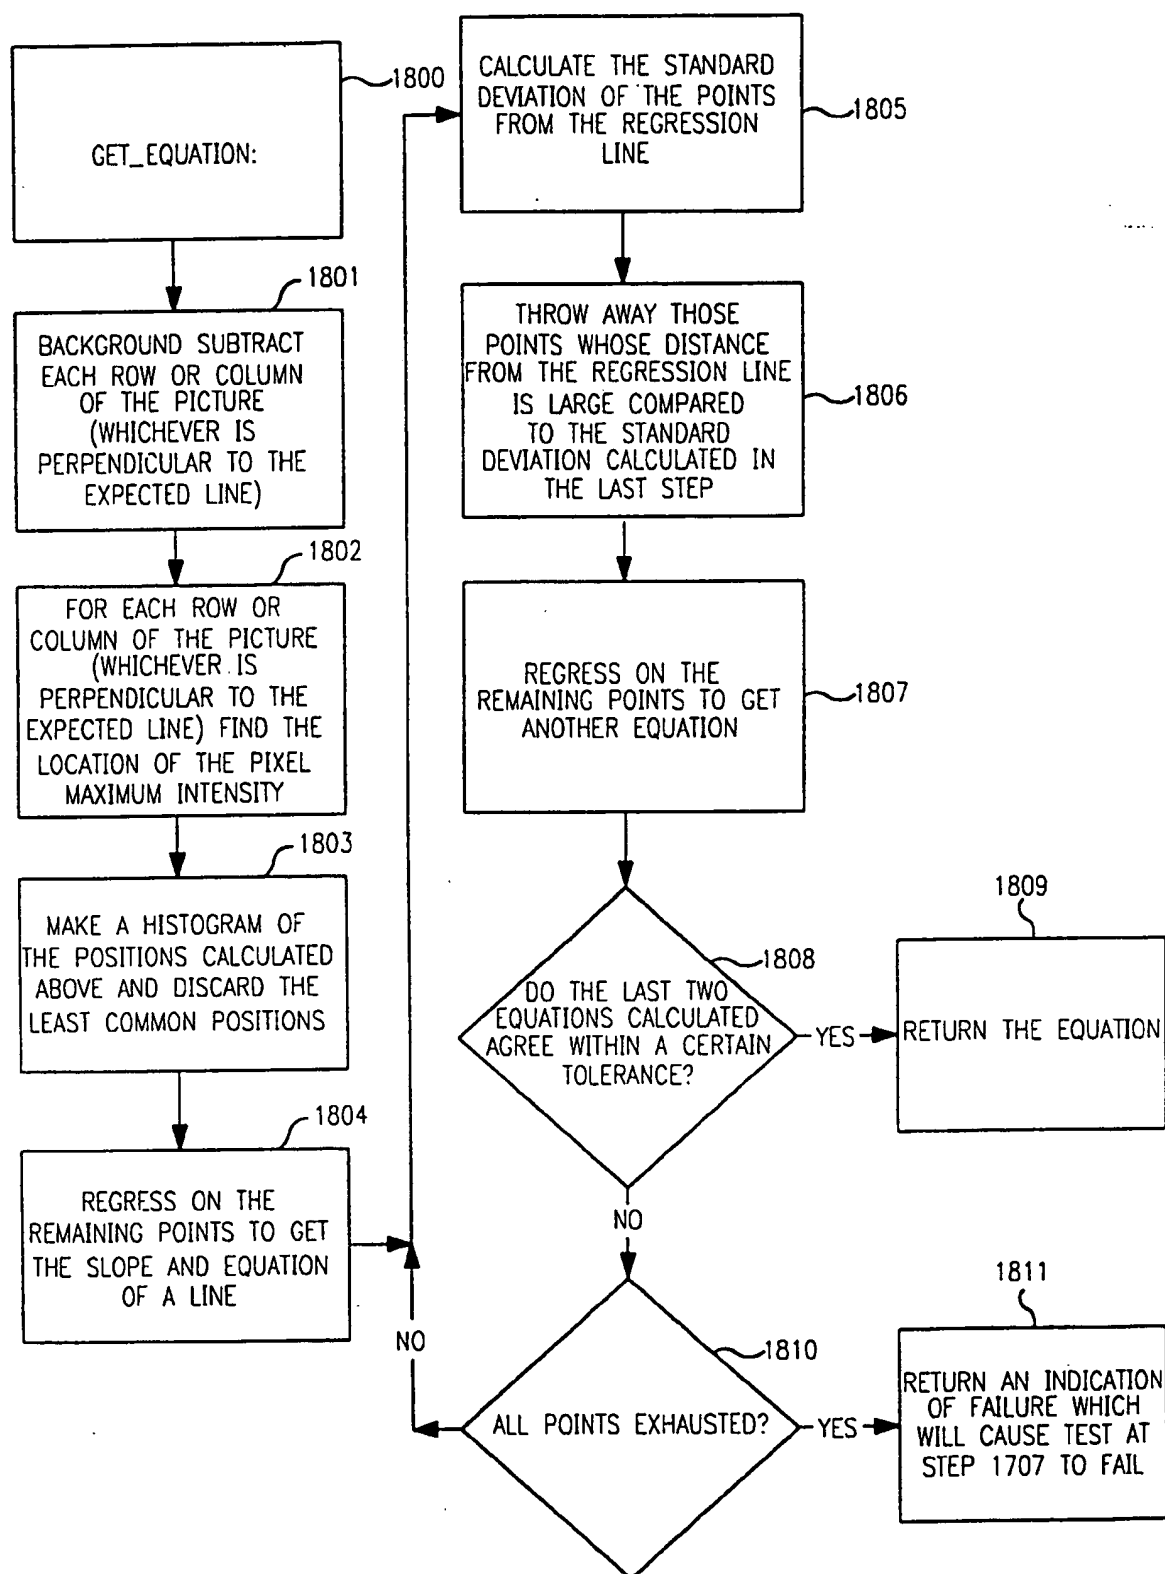 1800
GET_EQUATION:
1801
BACKGROUND SUBTRACT
EACH ROW OR COLUMN
OF THE PICTURE
(WHICHEVER IS
PERPENDICULAR TO THE
EXPECTED LINE)
1802
FOR EACH ROW OR
COLUMN OF THE PICTURE
(WHICHEVER IS
PERPENDICULAR TO THE
EXPECTED LINE) FIND THE
LOCATION OF THE PIXEL
MAXIMUM INTENSITY
1803
MAKE A HISTOGRAM OF
THE POSITIONS CALCULATED
ABOVE AND DISCARD THE
LEAST COMMON POSITIONS
1804
REGRESS ON THE
REMAINING POINTS TO GET
THE SLOPE AND EQUATION
OF A LINE
CALCULATE THE STANDARD
DEVIATION OF THE POINTS
FROM THE REGRESSION
LINE
1805
THROW AWAY THOSE
POINTS WHOSE DISTANCE
FROM THE REGRESSION LINE
IS LARGE COMPARED
TO THE STANDARD
DEVIATION CALCULATED IN
THE LAST STEP
1806
REGRESS ON THE
REMAINING POINTS TO GET
ANOTHER EQUATION
1807
1808
DO THE LAST TWO
EQUATIONS CALCULATED
AGREE WITHIN A CERTAIN
TOLERANCE?
YES
1809
RETURN THE EQUATION
NO
1810
ALL POINTS EXHAUSTED?
NO
YES
1811
RETURN AN INDICATION
OF FAILURE WHICH
WILL CAUSE TEST AT
STEP 1707 TO FAIL